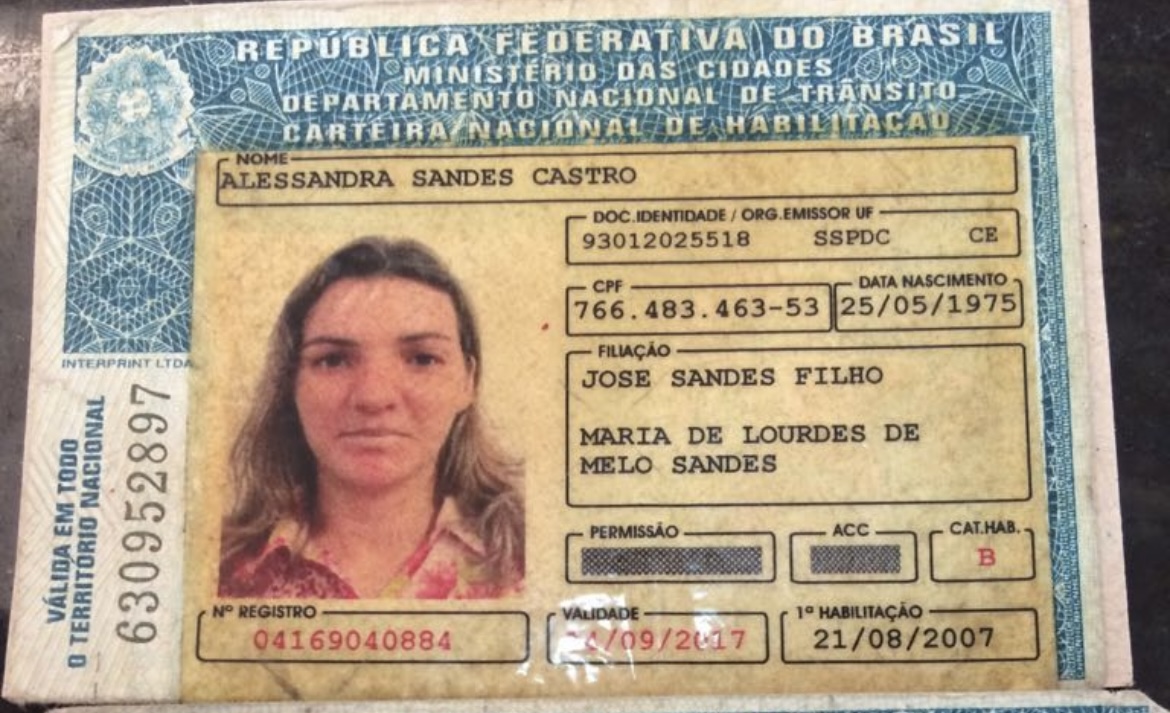 REPÚBLICA FEDERATIVA DO BRASIL
MINISTÉRIO DAS CIDADES
DEPARTAMENTO NACIONAL DE TRÂNSITO
CARTEIRA NACIONAL DE HABILITAÇÃO
NOME
ALESSANDRA SANDES CASTRO
DOC.IDENTIDADE / ORG.EMISSOR UF
93012025518 SSPDC CE
CPF DATA NASCIMENTO
766.483.463-53 25/05/1975
FILIAÇÃO
JOSE SANDES FILHO
MARIA DE LOURDES DE
MELO SANDES
PERMISSÃO ACC CAT.HAB.
B
Nº REGISTRO VALIDADE 1ª HABILITAÇÃO
04169040884 /09/2017 21/08/2007
INTERPRINT LTDA
VÁLIDA EM TODO
O TERRITÓRIO NACIONAL
6309528​97